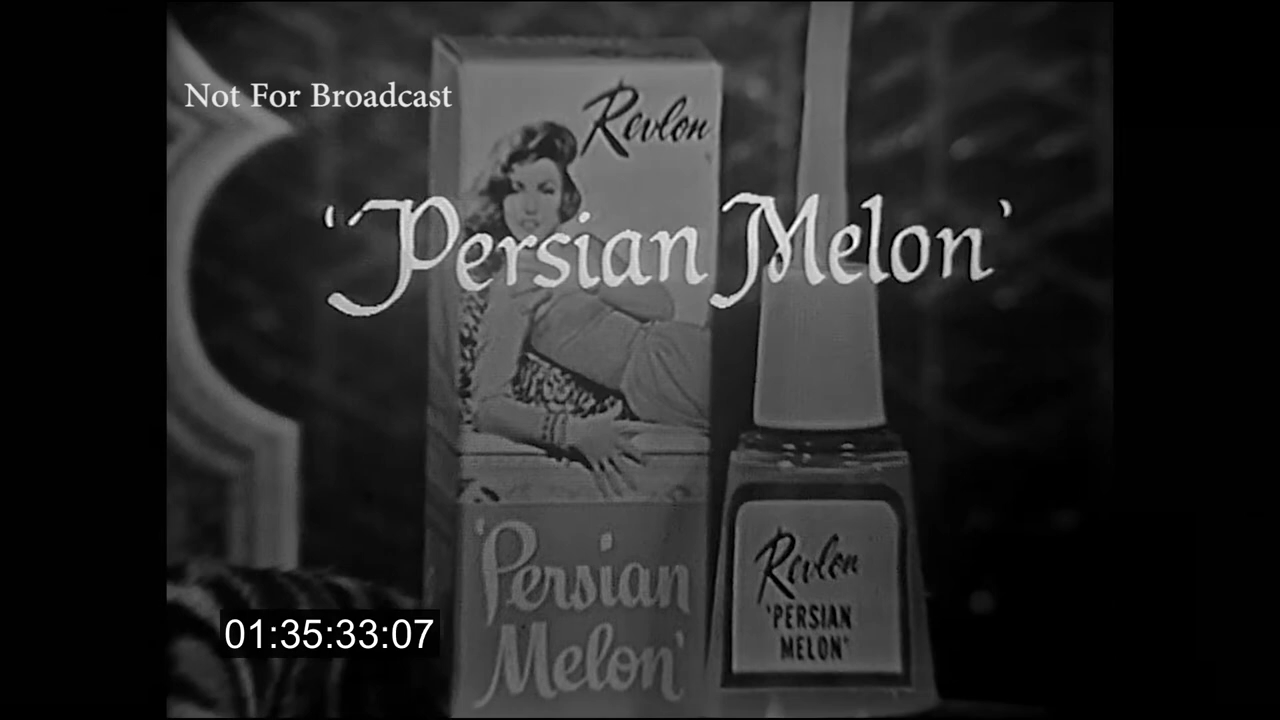 Not For Broadcast
Revlon
'Persian Melon'
'Persian
Melon'
Revlon
'PERSIAN
MELON'
01:35:33:07